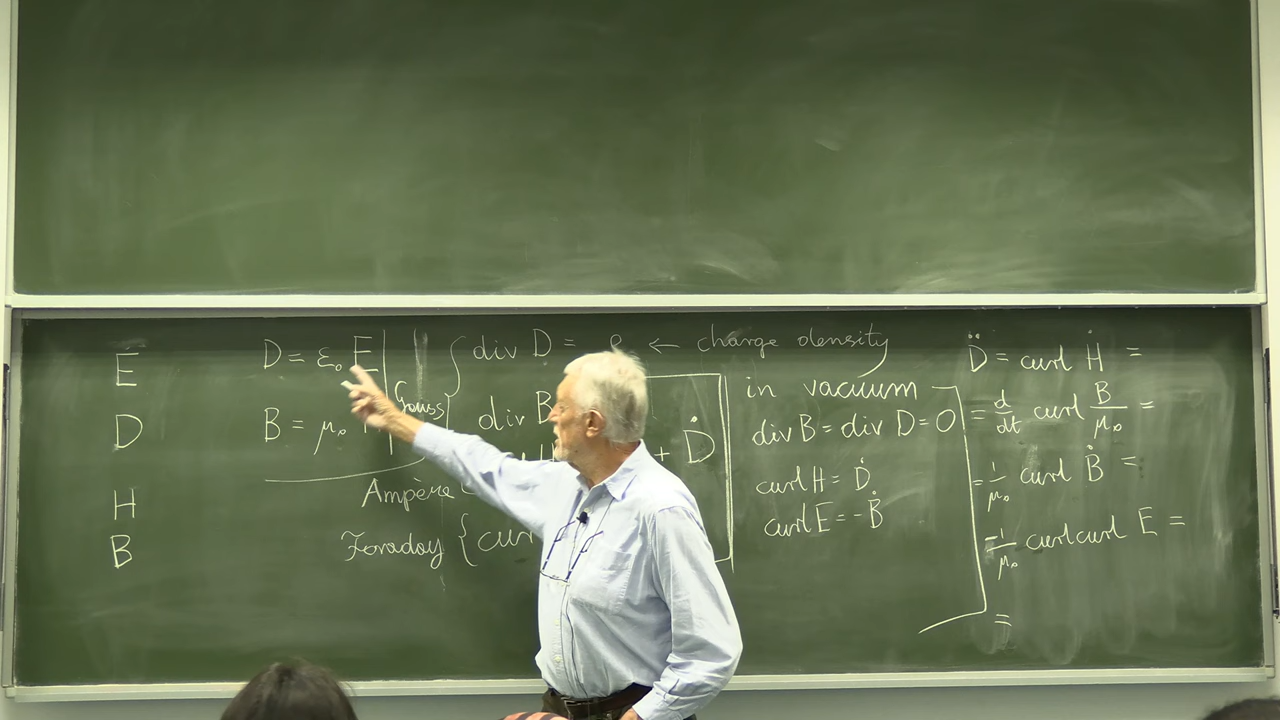 E
D
H
B
D = ε₀ E
B = μ₀
Gauss
div D = ρ ← charge density
div B
+ Ḋ
Ampère
Faraday { cur
in vacuum
div B = div D = 0
curl H = Ḋ
curl E = - Ḃ
D̈ = curl Ḣ =
= d/dt curl B/μ₀ =
= 1/μ₀ curl Ḃ =
-1/μ₀ curl curl E =
=